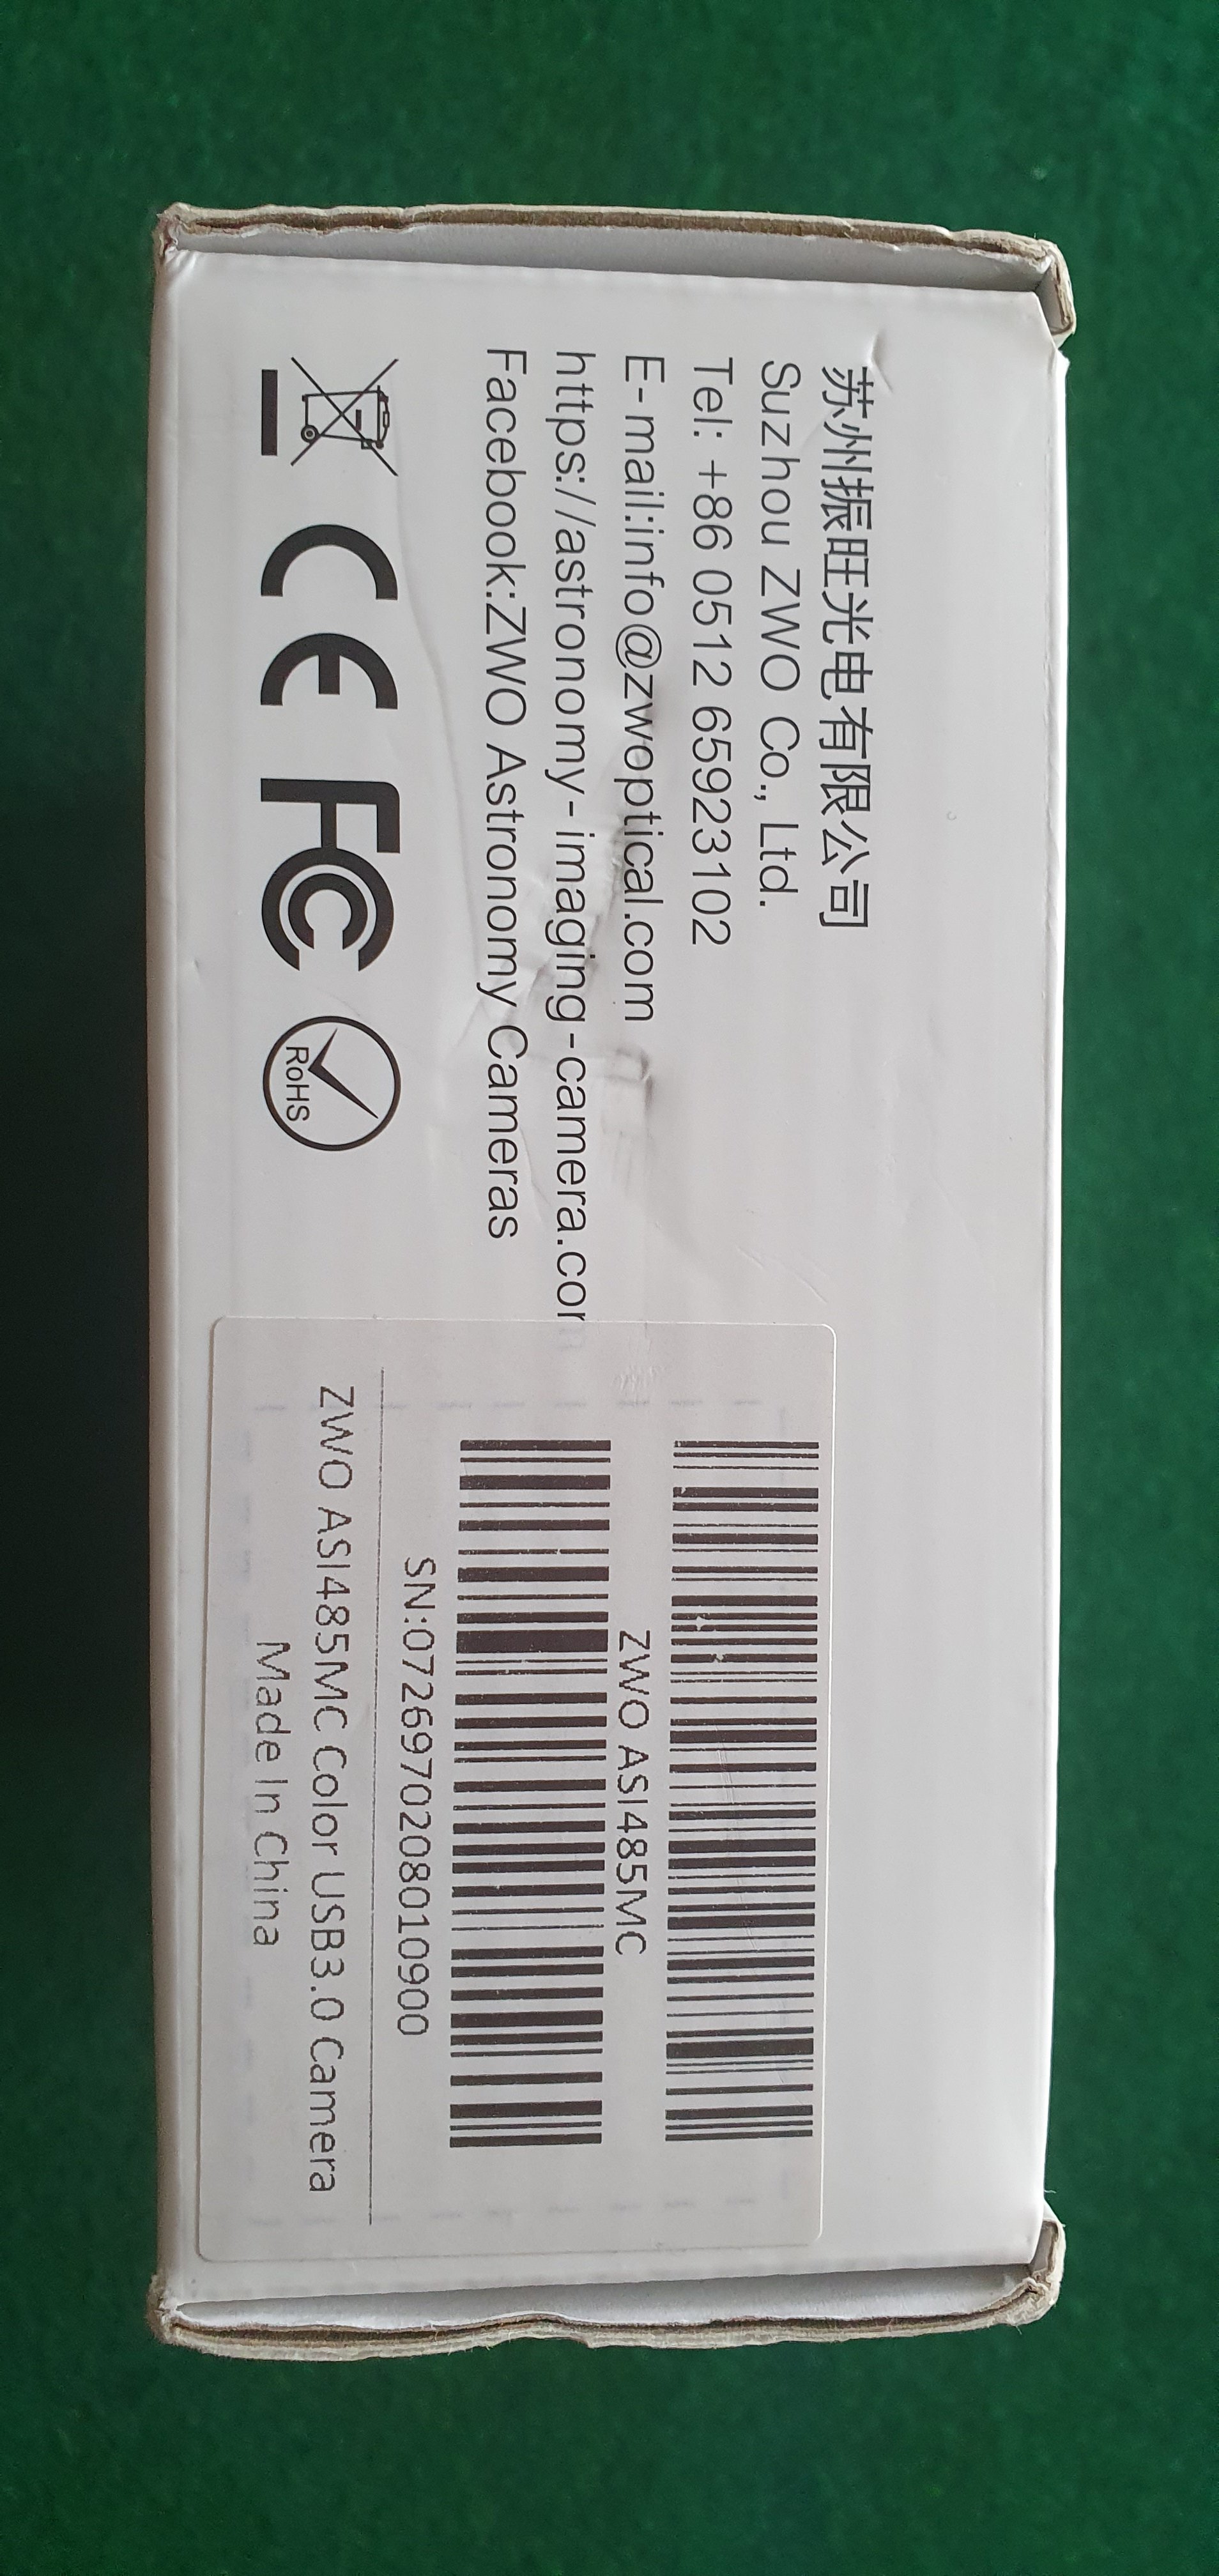 苏州振旺光电有限公司
Suzhou ZWO Co., Ltd.
Tel: +86 0512 65923102
E-mail:info@zwoptical.com
https://astronomy-imaging-camera.com
Facebook:ZWO Astronomy Cameras
CE FC RoHS
ZWO ASI485MC
SN:0726970208010900
ZWO ASI485MC Color USB3.0 Camera
Made In China